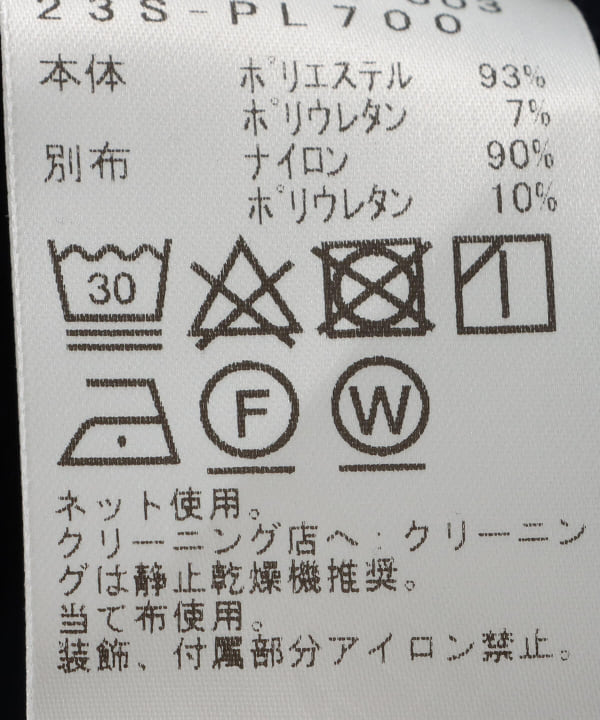 23S-PL700
本体 ポリエステル 93%
ポリウレタン 7%
別布 ナイロン 90%
ポリウレタン 10%
30
F W
ネット使用。
クリーニング店へ:クリーニン
グは静止乾燥機推奨。
当て布使用。
装飾、付属部分アイロン禁止。